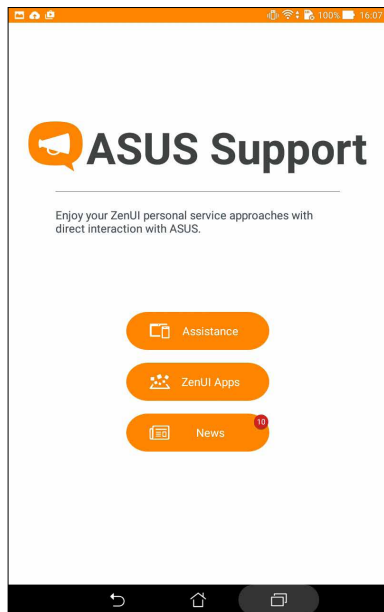 100% 16:07
ASUS Support
Enjoy your ZenUI personal service approaches with
direct interaction with ASUS.
Assistance
ZenUI Apps
10
News